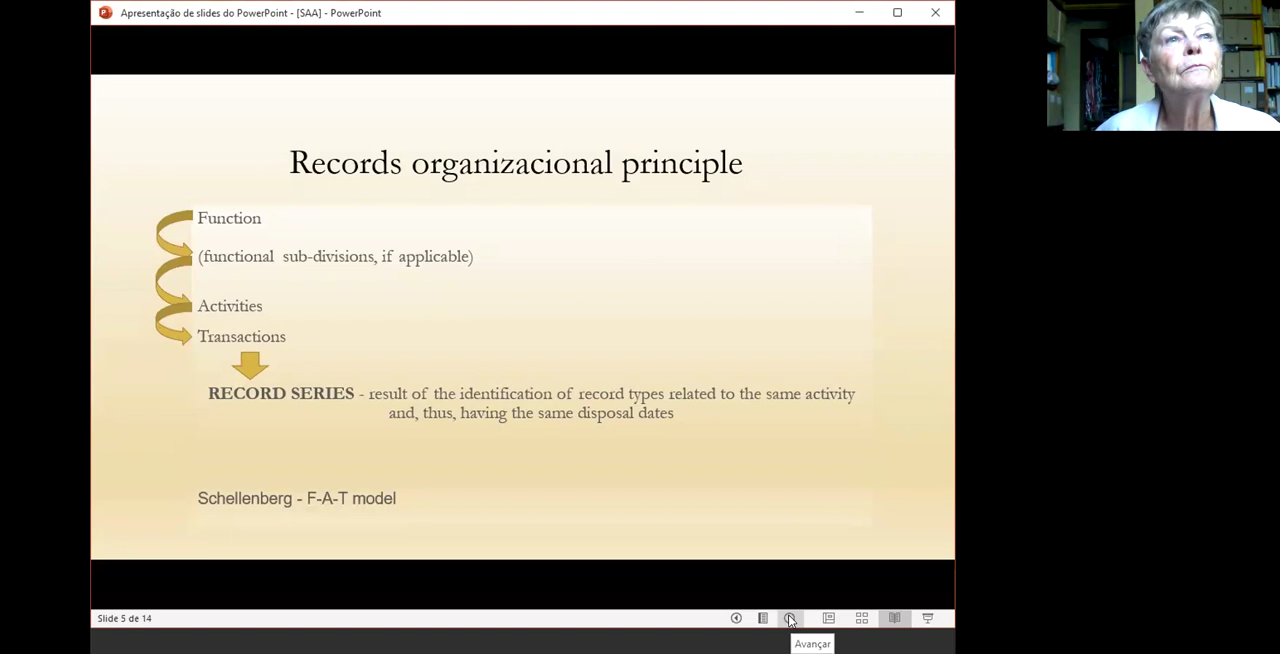 Apresentação de slides do PowerPoint - [SAA] - PowerPoint
Records organizacional principle
Function
(functional sub-divisions, if applicable)
Activities
Transactions
RECORD SERIES - result of the identification of record types related to the same activity
and, thus, having the same disposal dates
Schellenberg - F-A-T model
Slide 5 de 14
Avançar